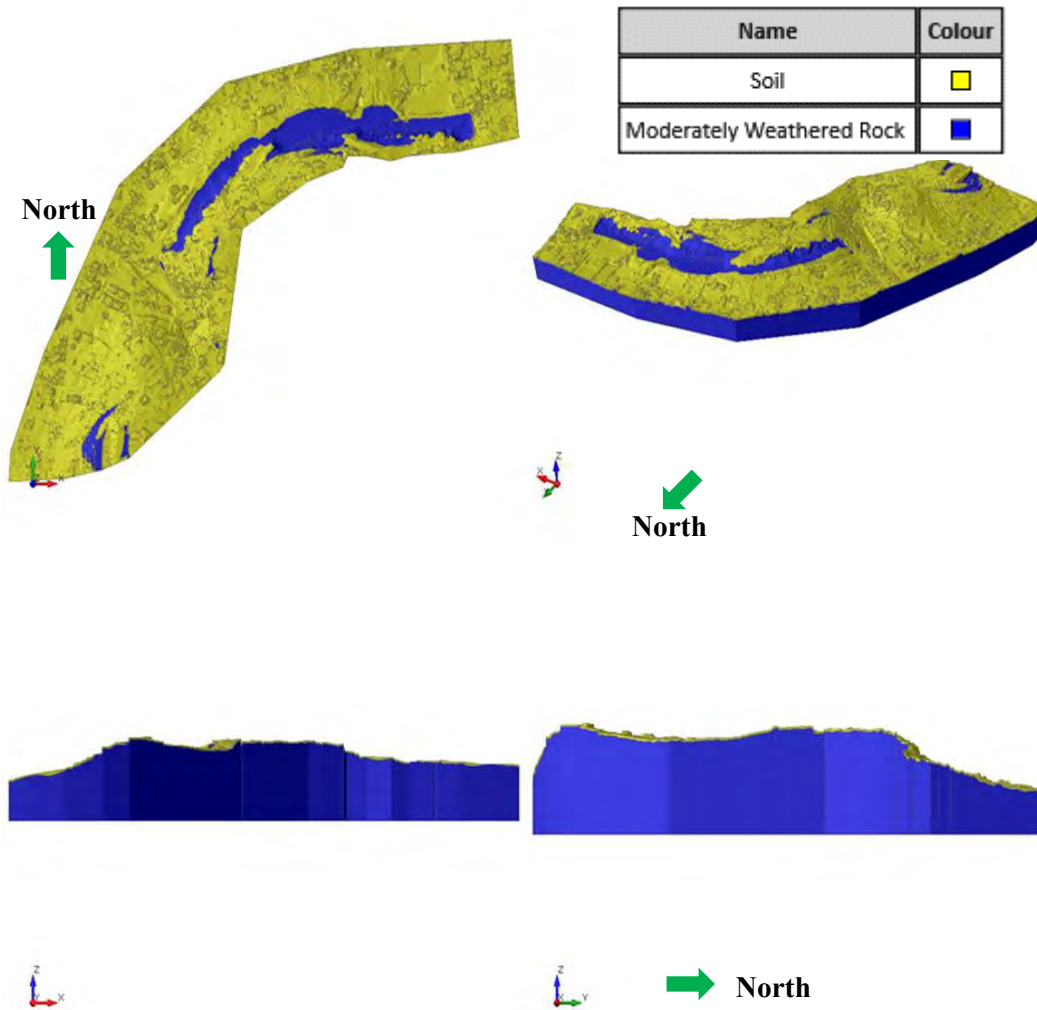 Name Colour
Soil
Moderately Weathered Rock
North
Y
Z X
Z
X
North
Z
Y X
Z
X Y
North